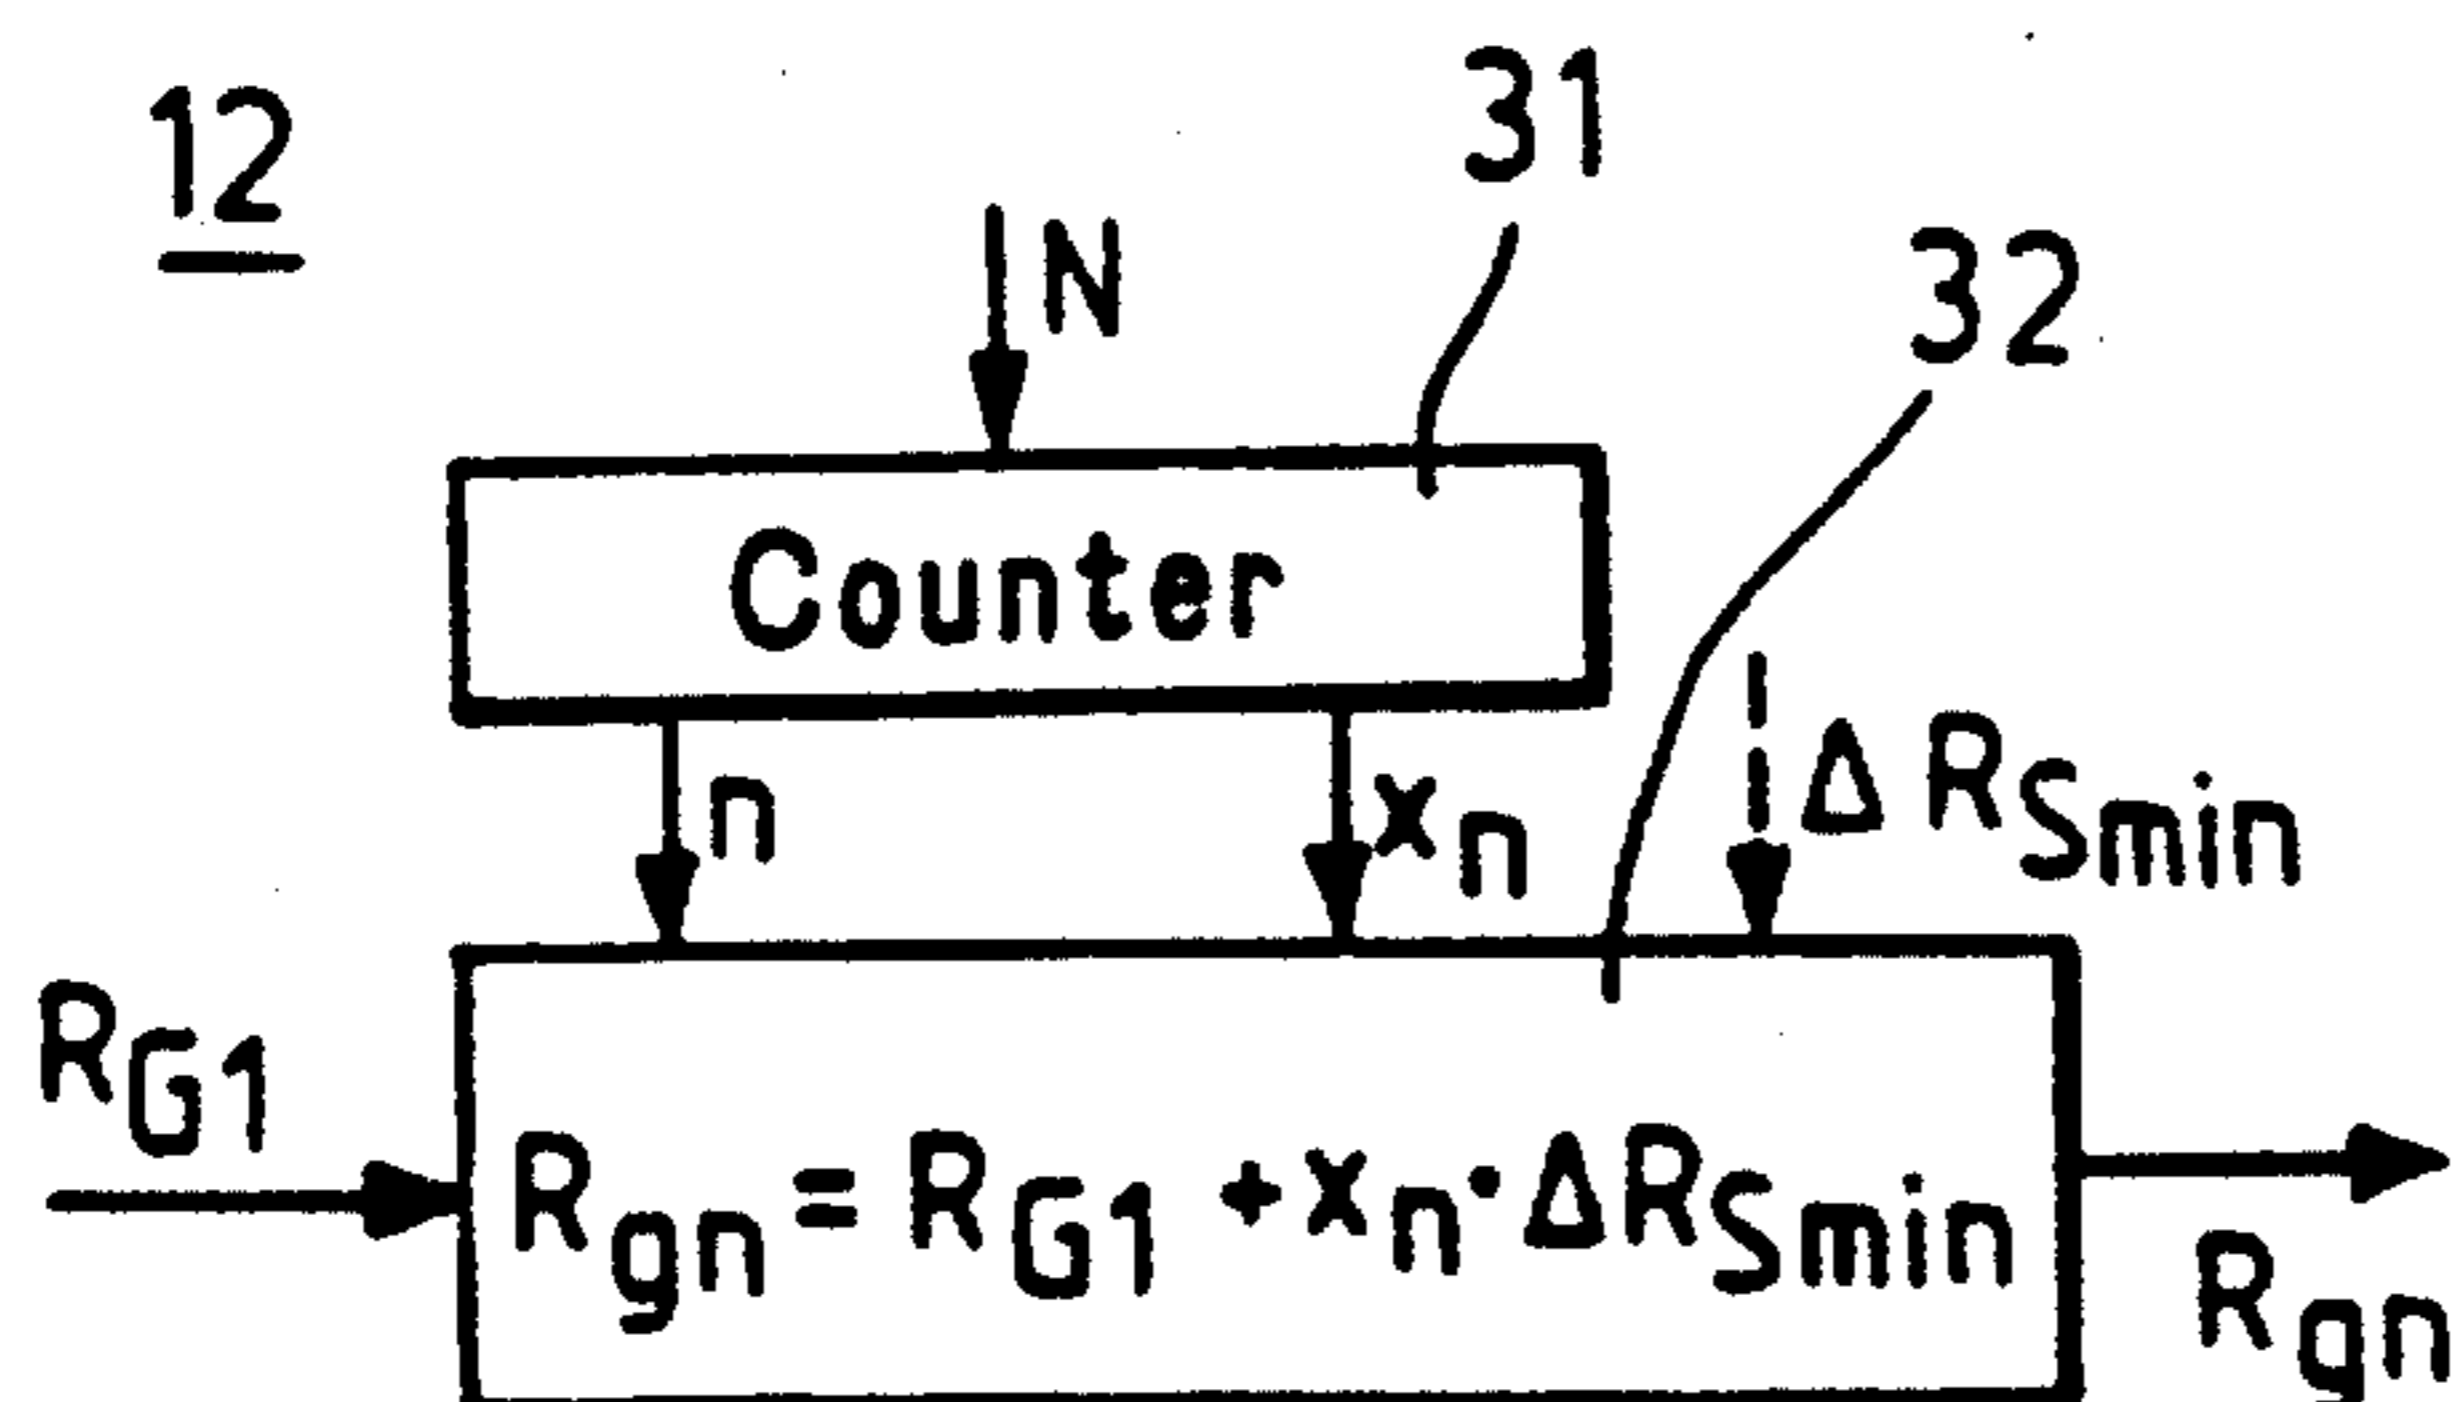 12
31
N
32
Counter
n
xn
ΔRSmin
RG1
Rgn = RG1 + xn · ΔRSmin
Rgn